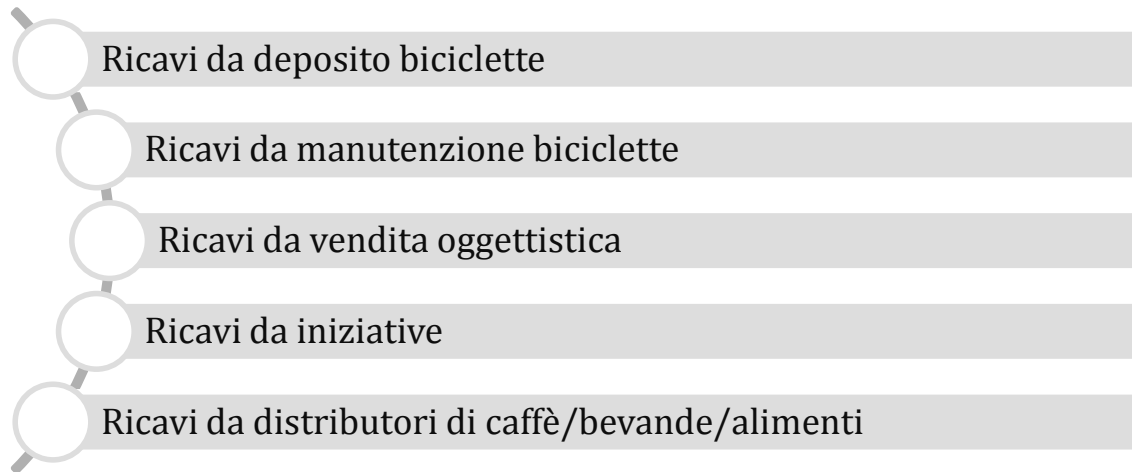 Ricavi da deposito biciclette
Ricavi da manutenzione biciclette
Ricavi da vendita oggettistica
Ricavi da iniziative
Ricavi da distributori di caffè/bevande/alimenti